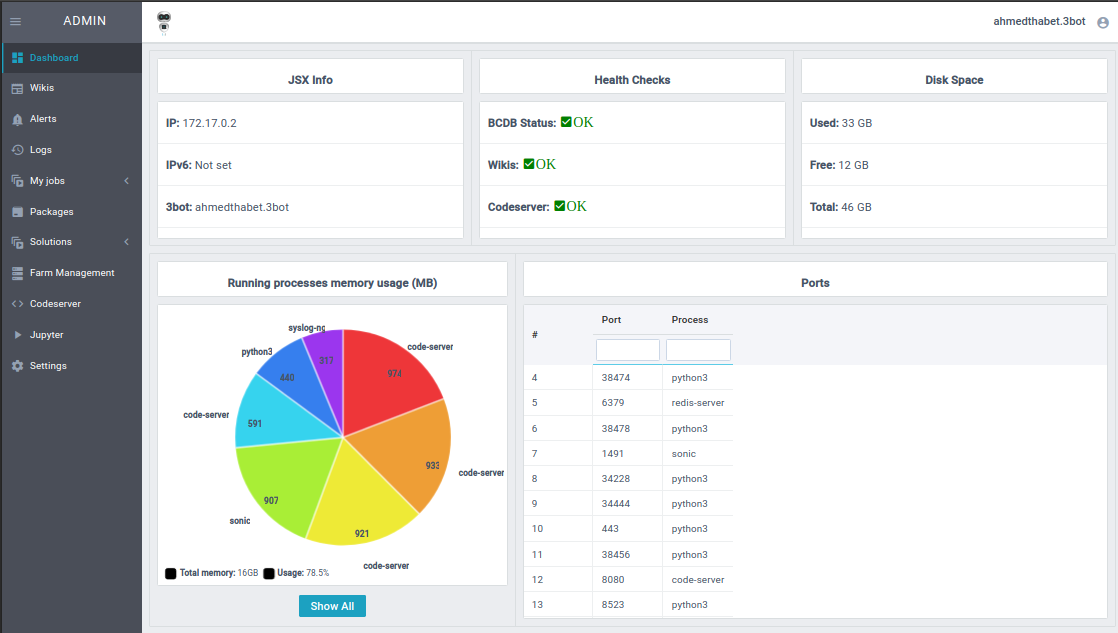 ADMIN
ahmedthabet.3bot
Dashboard
Wikis
Alerts
Logs
My jobs
Packages
Solutions
Farm Management
Codeserver
Jupyter
Settings
JSX Info
IP: 172.17.0.2
IPv6: Not set
3bot: ahmedthabet.3bot
Health Checks
BCDB Status: OK
Wikis: OK
Codeserver: OK
Disk Space
Used: 33 GB
Free: 12 GB
Total: 46 GB
Running processes memory usage (MB)
syslog-ng
code-server
python3
317
974
440
code-server
591
933
code-server
907
sonic
921
code-server
Total memory: 16GB Usage: 78.5%
Show All
Ports
# Port Process
4 38474 python3
5 6379 redis-server
6 38478 python3
7 1491 sonic
8 34228 python3
9 34444 python3
10 443 python3
11 38456 python3
12 8080 code-server
13 8523 python3